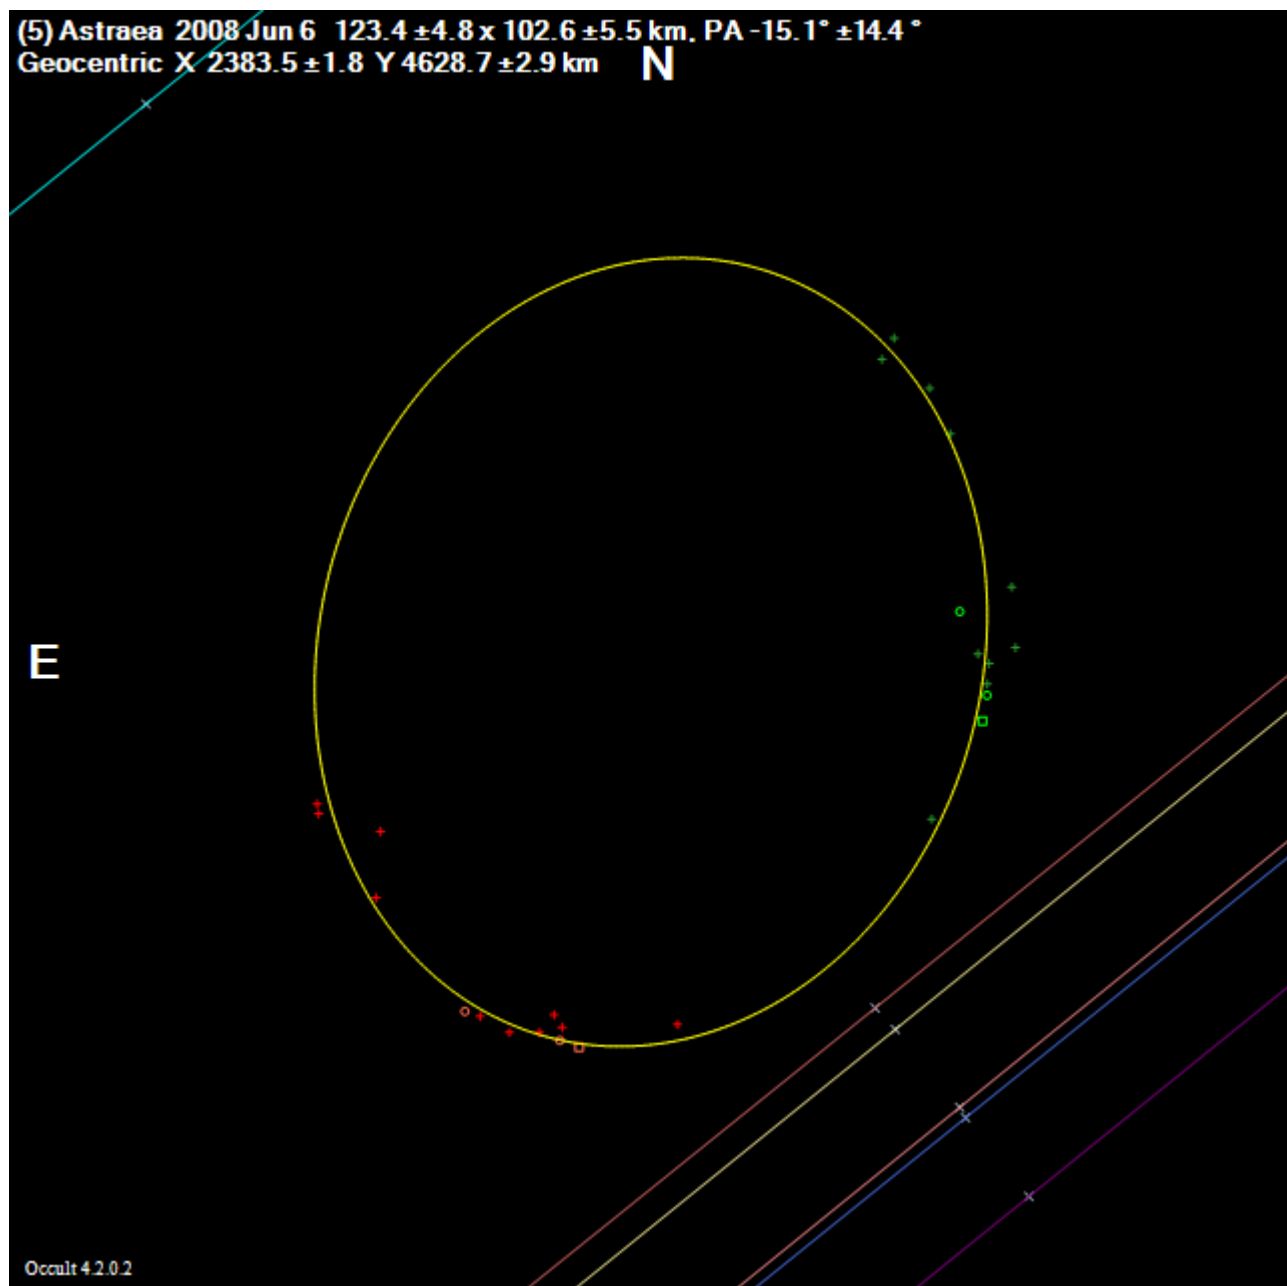 (5) Astraea 2008 Jun 6 123.4 ±4.8 x 102.6 ±5.5 km, PA -15.1° ±14.4 °
Geocentric X 2383.5 ±1.8 Y 4628.7 ±2.9 km
N
E
Occult 4.2.0.2